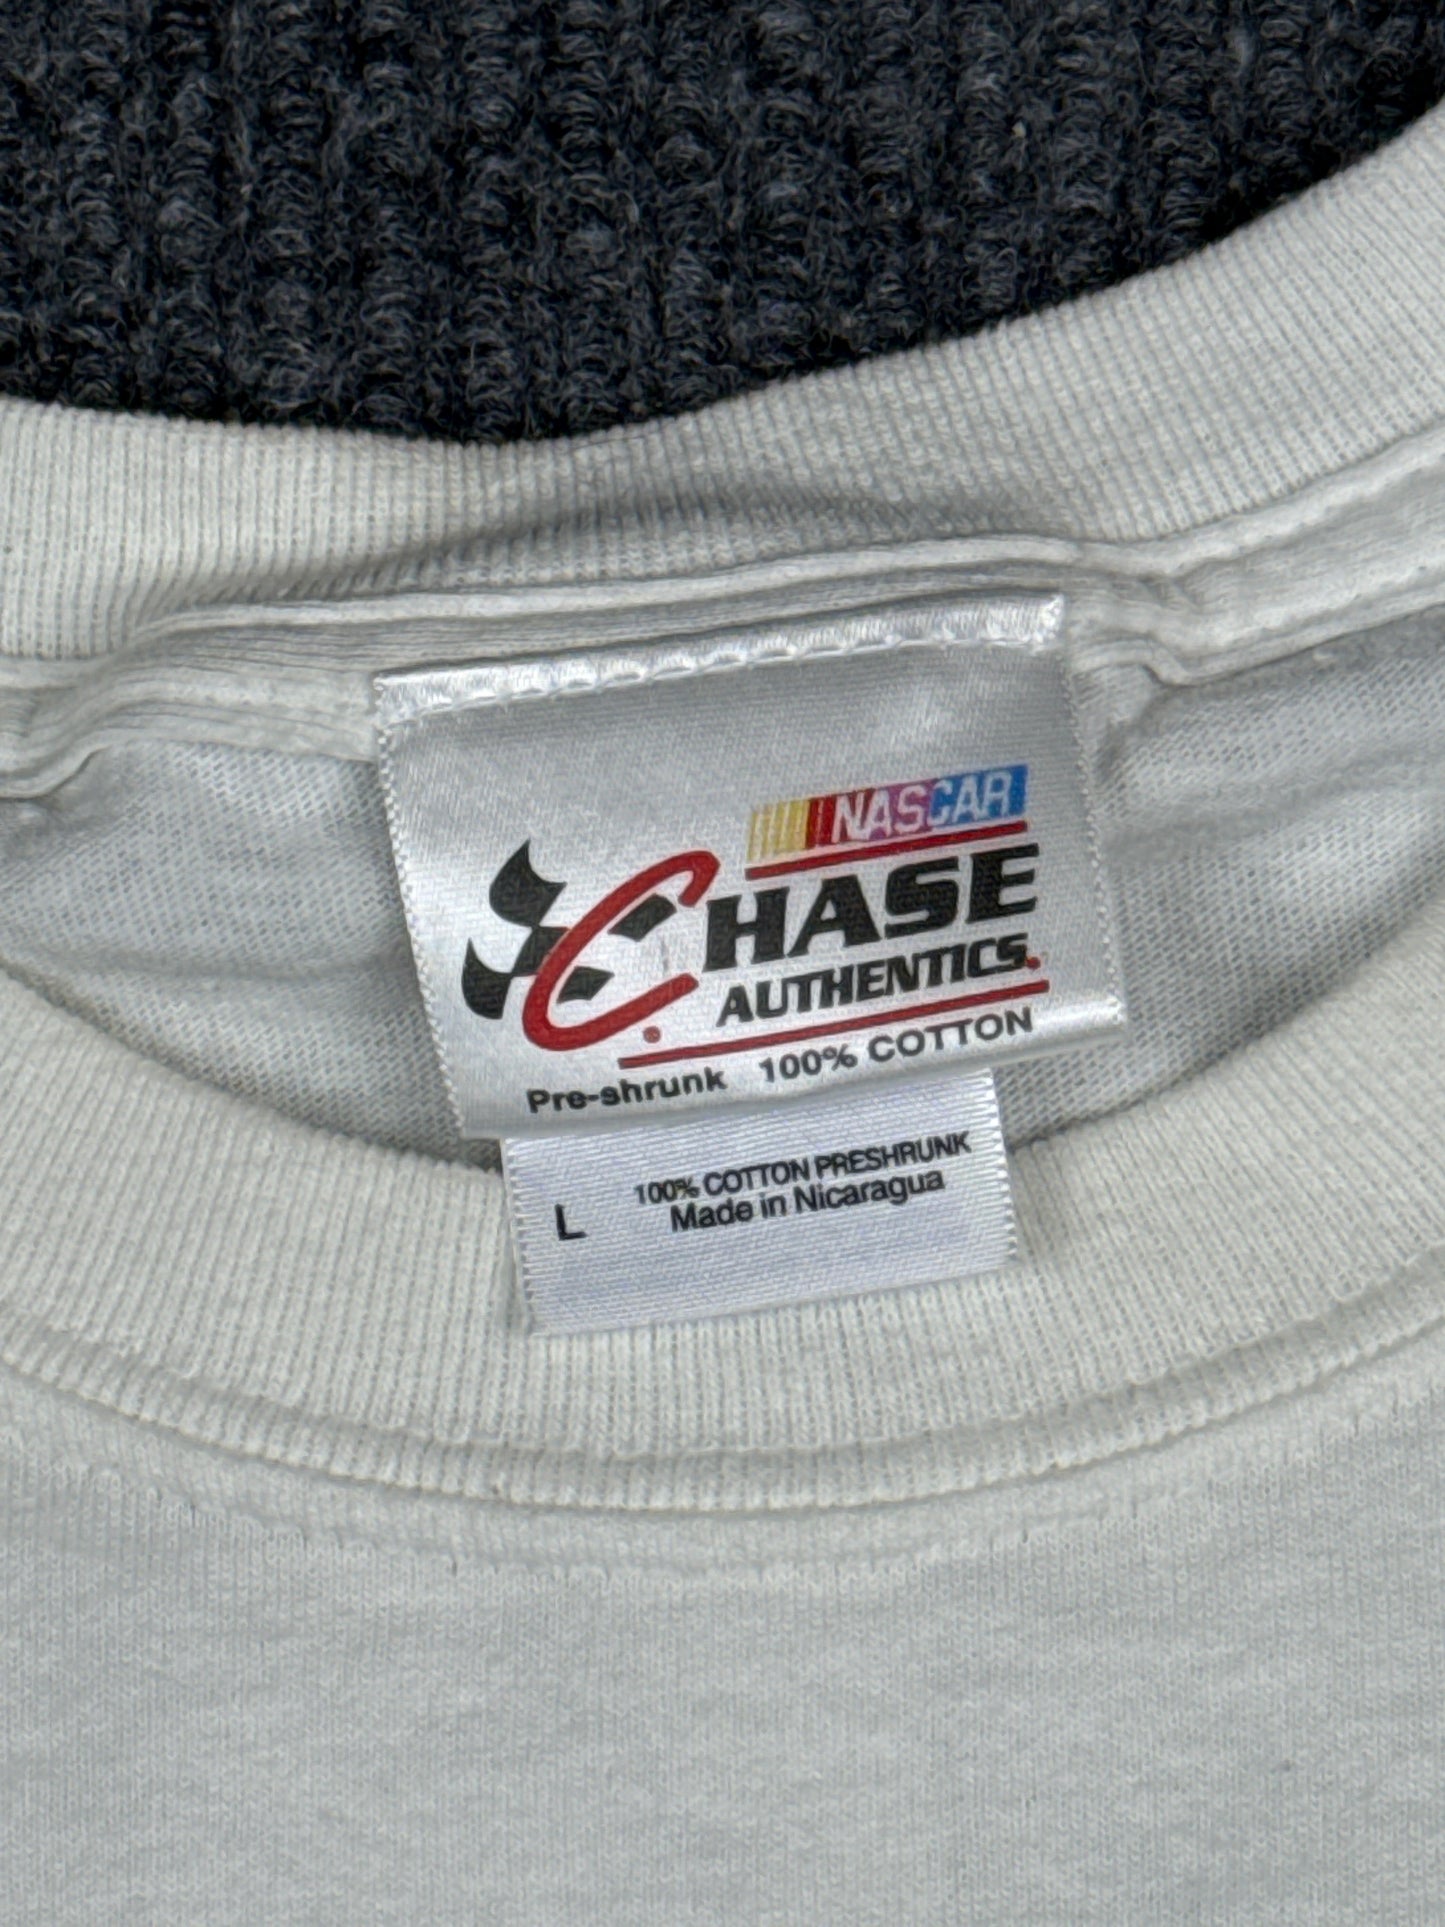 NASCAR
CHASE
AUTHENTICS.
®
Pre-shrunk 100% COTTON
L
100% COTTON PRESHRUNK
Made in Nicaragua